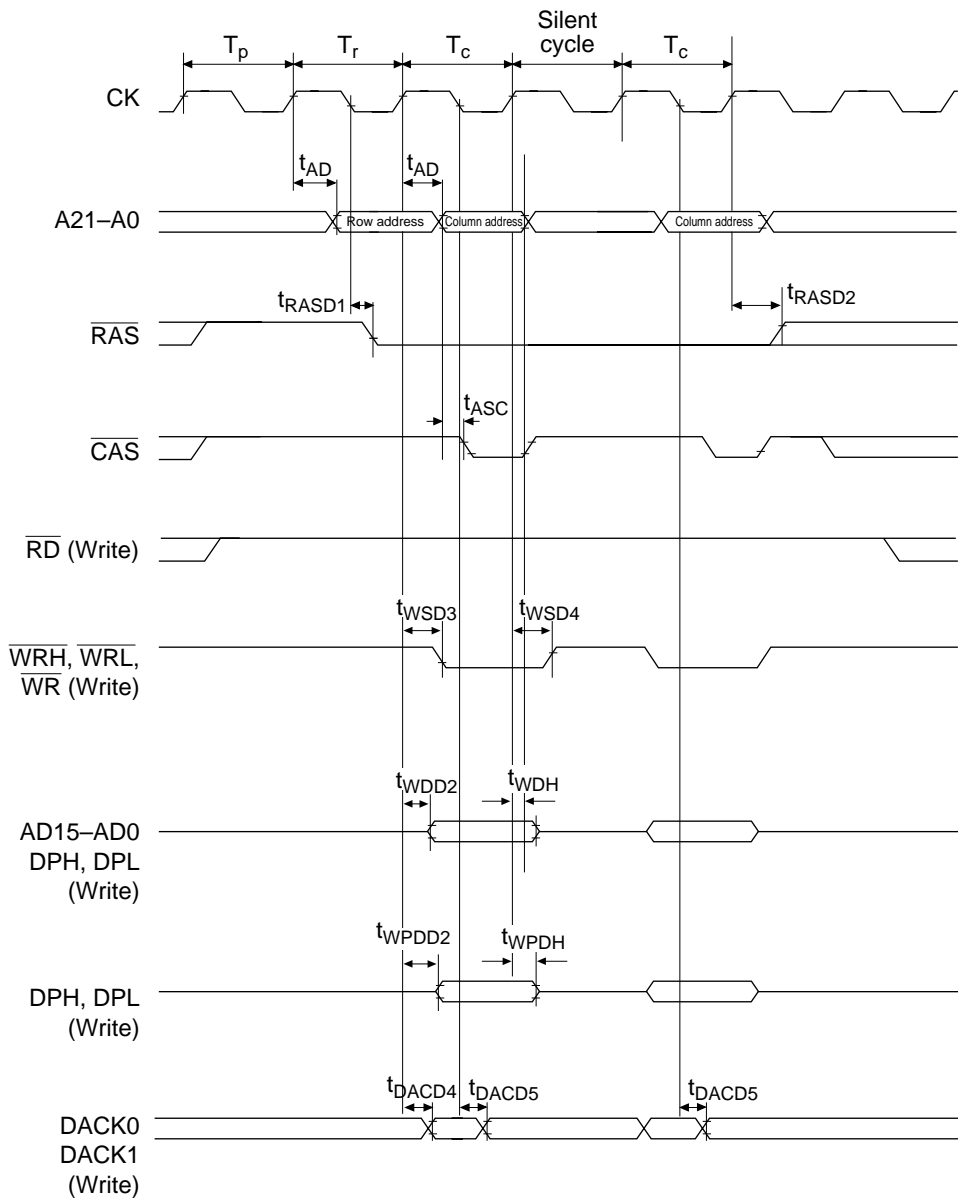 Silent
cycle
Tp Tr Tc Tc
CK
tAD tAD
A21–A0 Row address Column address Column address
tRASD1 tRASD2
RAS
tASC
CAS
RD (Write)
tWSD3 tWSD4
WRH, WRL,
WR (Write)
tWDD2 tWDH
AD15–AD0
DPH, DPL
(Write)
tWPDD2 tWPDH
DPH, DPL
(Write)
tDACD4 tDACD5 tDACD5
DACK0
DACK1
(Write)